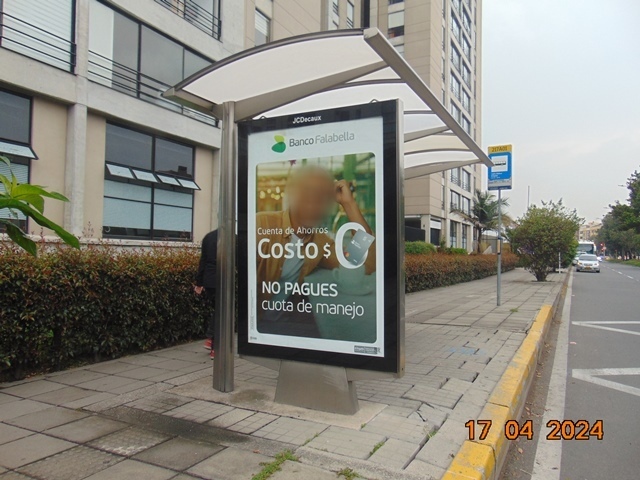 JCDecaux
Banco Falabella
Cuenta de Ahorros
Costo $0
NO PAGUES
cuota de manejo
17 04 2024